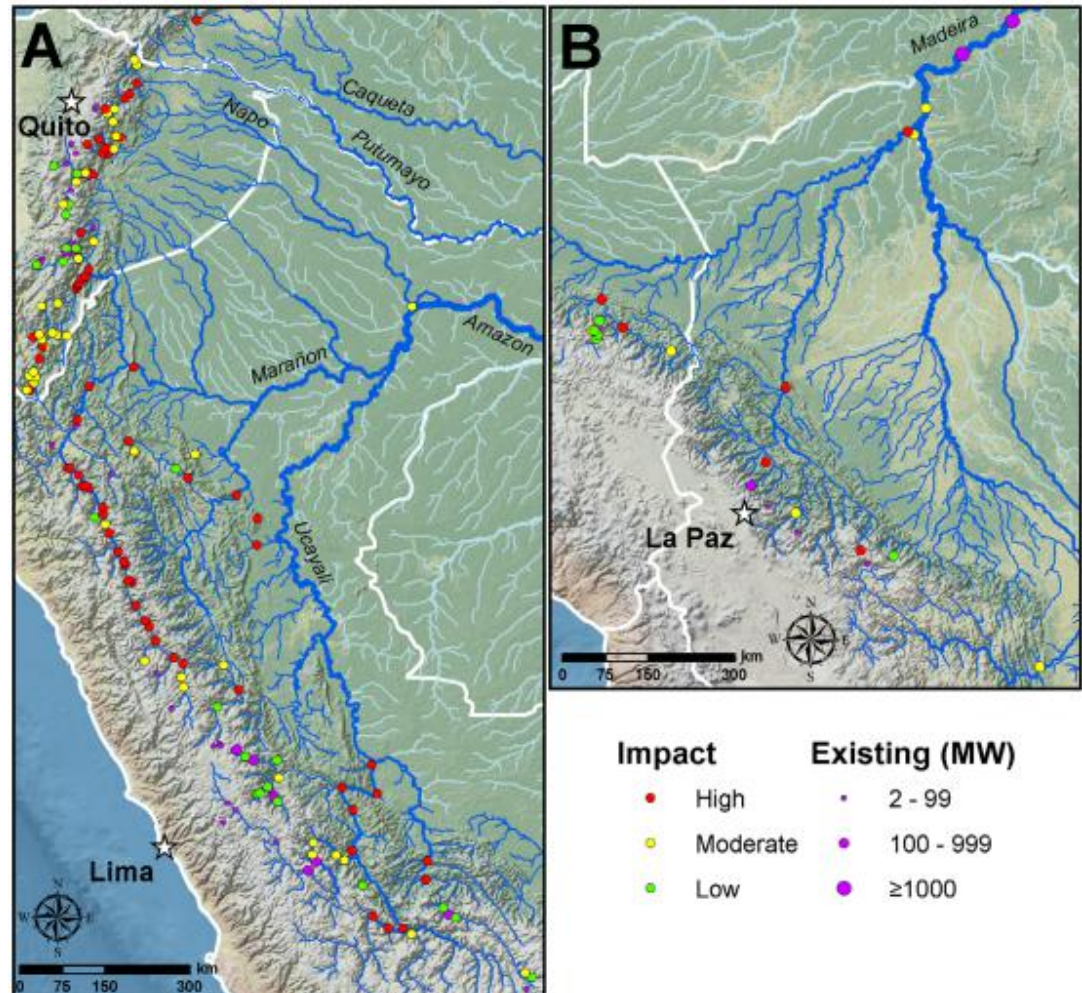 A
Quito
Caqueta
Napo
Putumayo
Amazon
Marañon
Ucayali
Lima
N
W E
S
km
0 75 150 300
B
Madeira
La Paz
N
W E
S
km
0 75 150 300
Impact Existing (MW)
High 2 - 99
Moderate 100 - 999
Low ≥1000